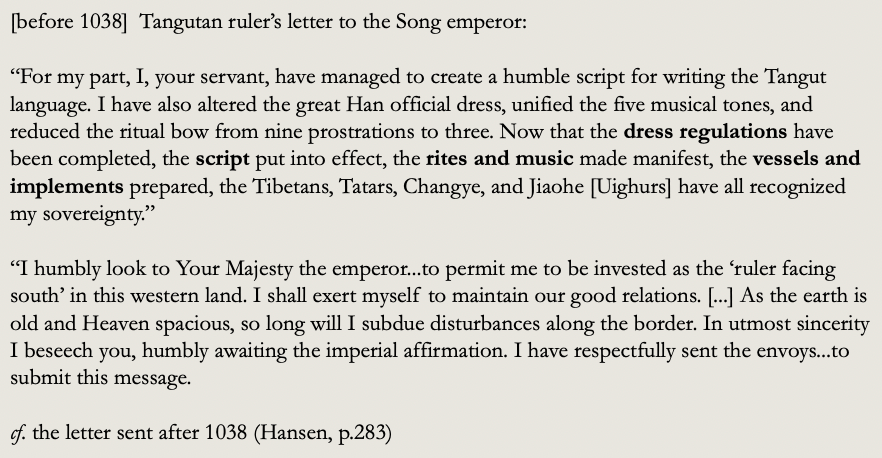 [before 1038]  Tangutan ruler’s letter to the Song emperor:
“For my part, I, your servant, have managed to create a humble script for writing the Tangut
language. I have also altered the great Han official dress, unified the five musical tones, and
reduced the ritual bow from nine prostrations to three. Now that the dress regulations have
been completed, the script put into effect, the rites and music made manifest, the vessels and
implements prepared, the Tibetans, Tatars, Changye, and Jiaohe [Uighurs] have all recognized
my sovereignty.”
“I humbly look to Your Majesty the emperor...to permit me to be invested as the ‘ruler facing
south’ in this western land. I shall exert myself to maintain our good relations. [...] As the earth is
old and Heaven spacious, so long will I subdue disturbances along the border. In utmost sincerity
I beseech you, humbly awaiting the imperial affirmation. I have respectfully sent the envoys...to
submit this message.
cf. the letter sent after 1038 (Hansen, p.283)